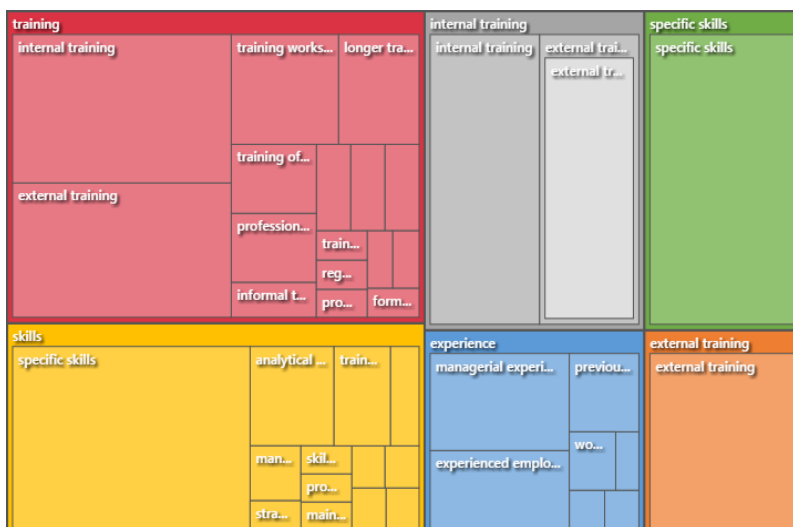 training
internal training
training works...
longer tra...
external training
training of...
profession...
informal t...
train...
reg...
pro...
form...
internal training
internal training
external trai...
external tr...
specific skills
specific skills
skills
specific skills
analytical ...
train...
man...
skil...
pro...
stra...
main...
experience
managerial experi...
previou...
experienced emplo...
wo...
external training
external training